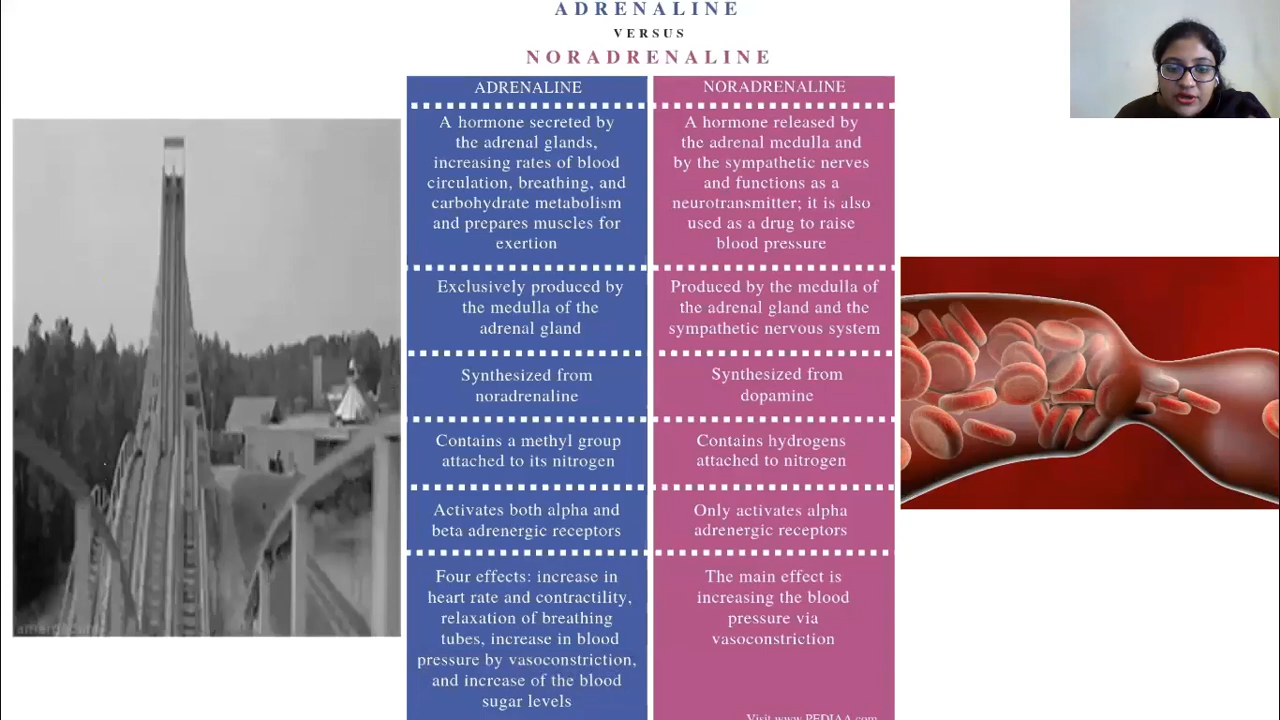 ADRENALINE
VERSUS
NORADRENALINE
ADRENALINE
A hormone secreted by
the adrenal glands,
increasing rates of blood
circulation, breathing, and
carbohydrate metabolism
and prepares muscles for
exertion
Exclusively produced by
the medulla of the
adrenal gland
Synthesized from
noradrenaline
Contains a methyl group
attached to its nitrogen
Activates both alpha and
beta adrenergic receptors
Four effects: increase in
heart rate and contractility,
relaxation of breathing
tubes, increase in blood
pressure by vasoconstriction,
and increase of the blood
sugar levels
NORADRENALINE
A hormone released by
the adrenal medulla and
by the sympathetic nerves
and functions as a
neurotransmitter; it is also
used as a drug to raise
blood pressure
Produced by the medulla of
the adrenal gland and the
sympathetic nervous system
Synthesized from
dopamine
Contains hydrogens
attached to nitrogen
Only activates alpha
adrenergic receptors
The main effect is
increasing the blood
pressure via
vasoconstriction
Visit www.PEDIAA.com